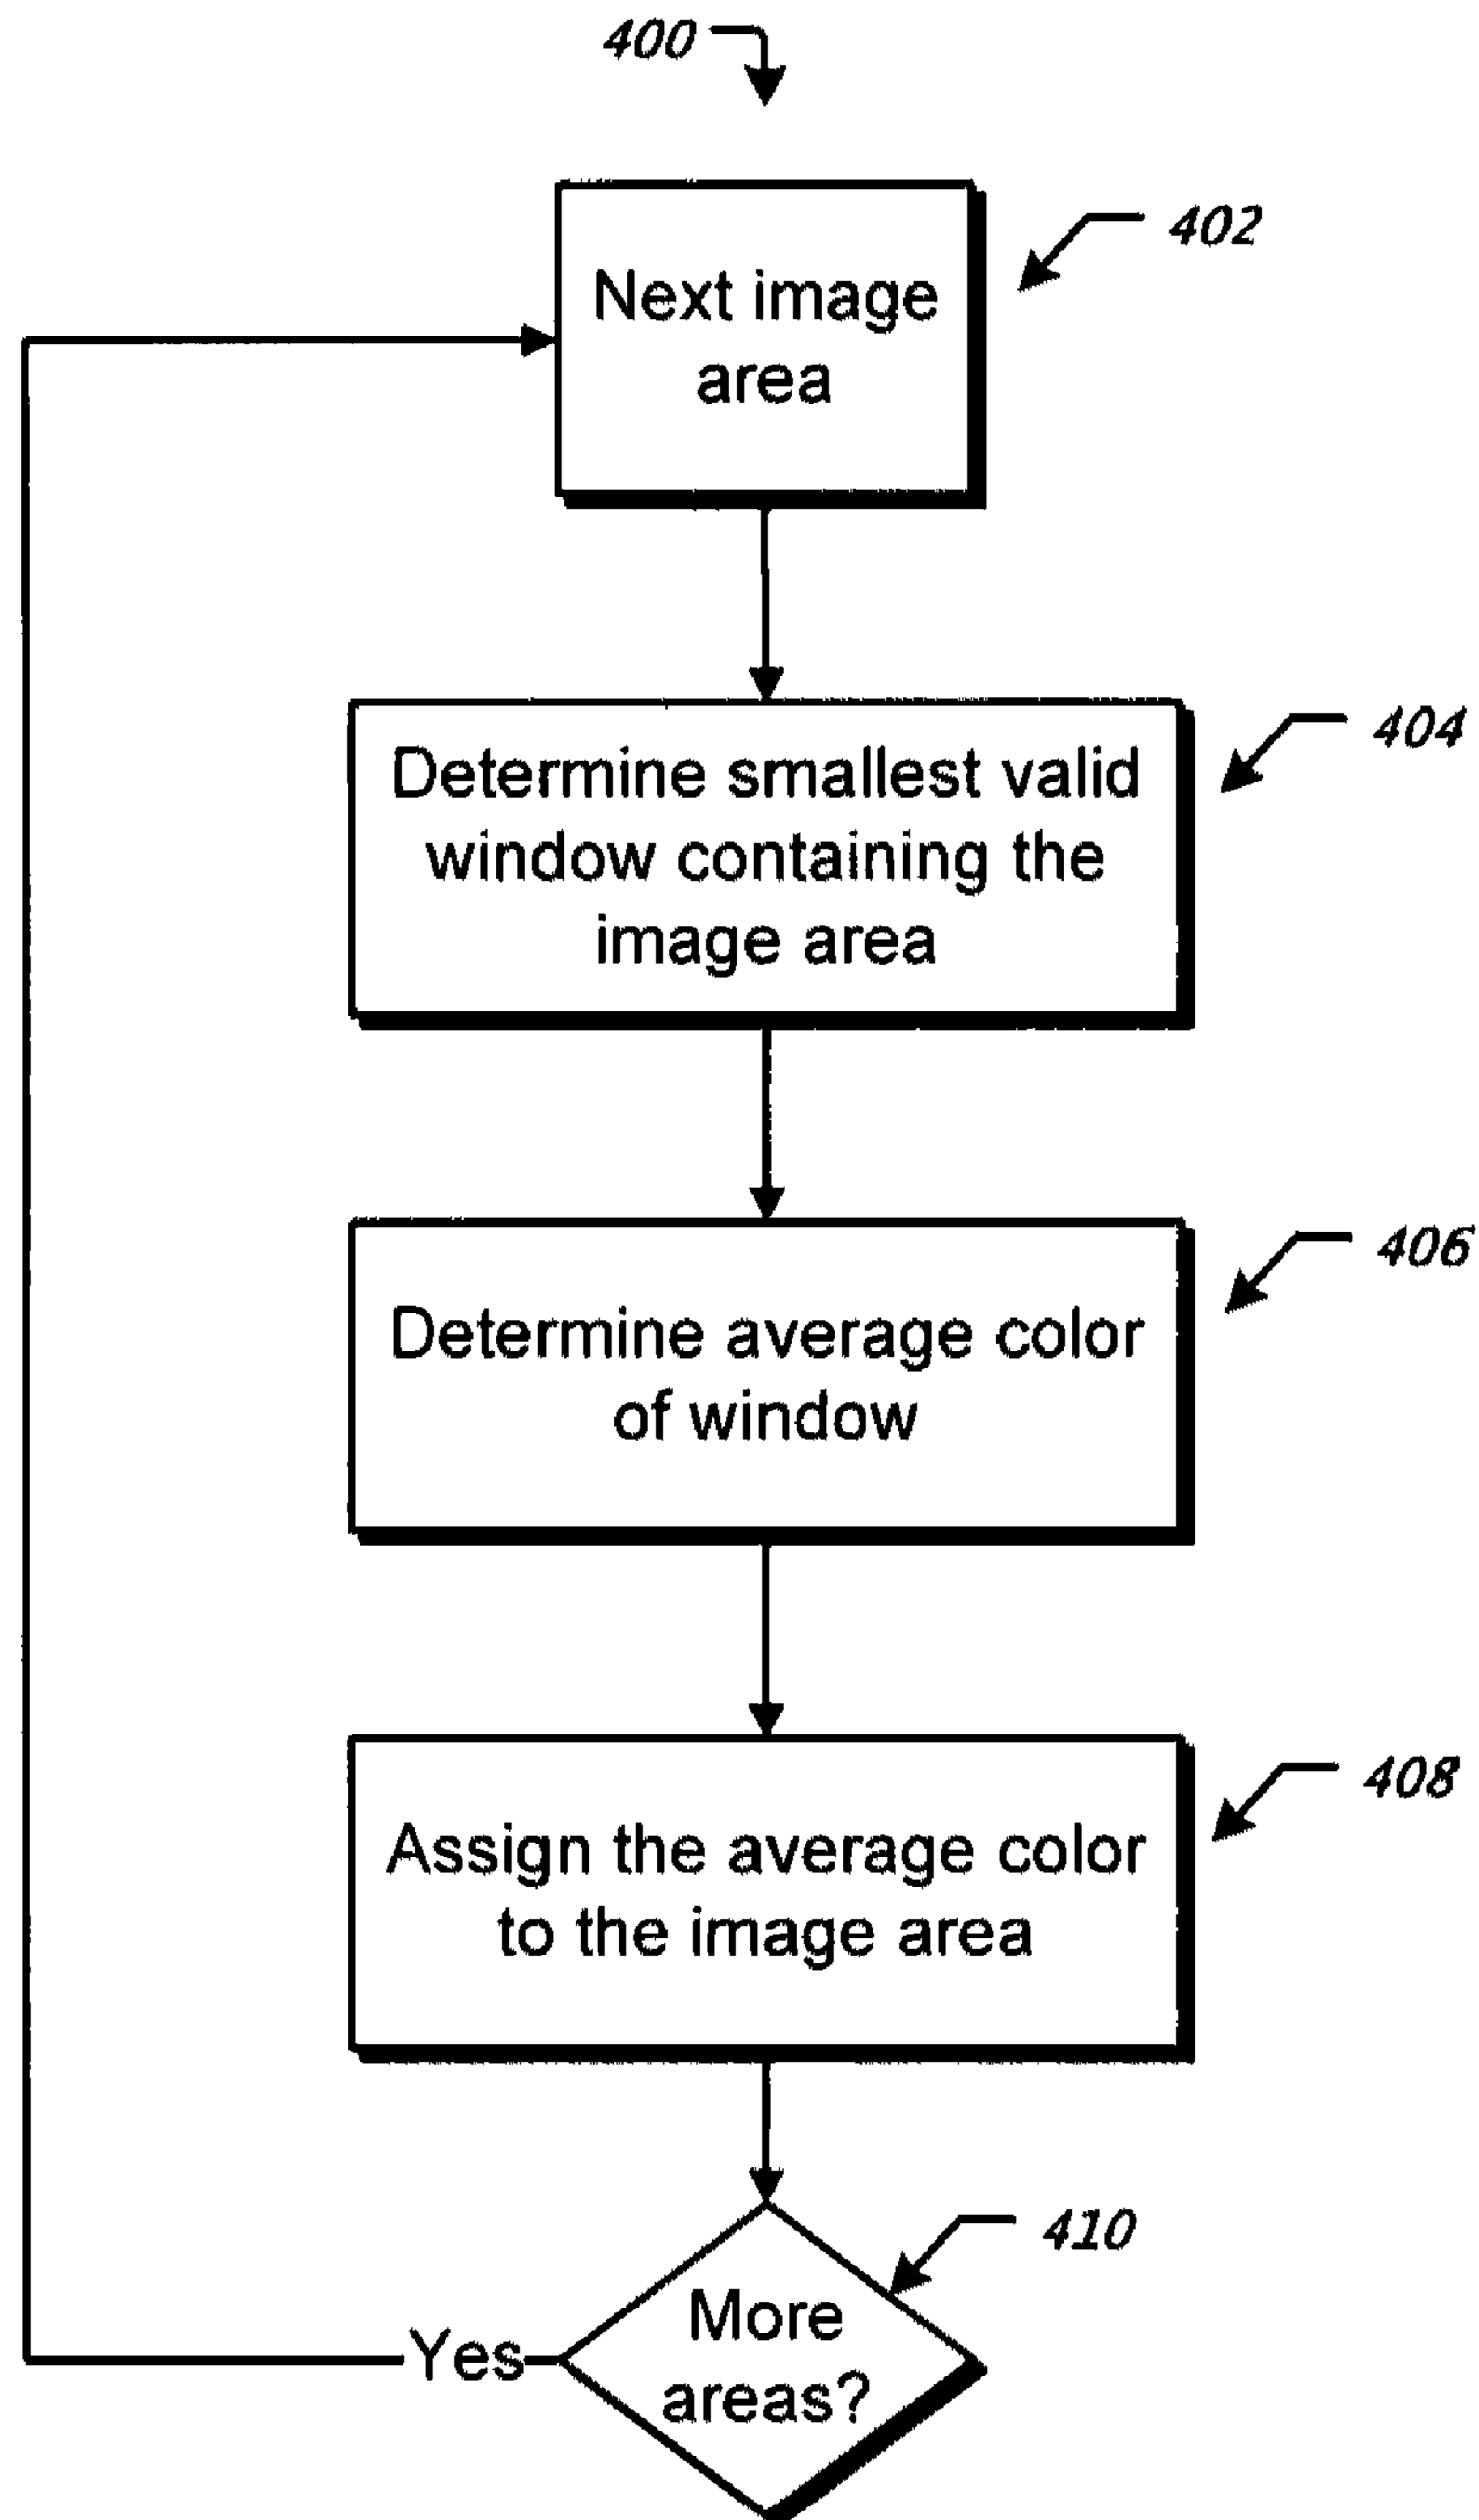 400
402
Next image
area
404
Determine smallest valid
window containing the
image area
406
Determine average color
of window
408
Assign the average color
to the image area
410
More
areas?
Yes